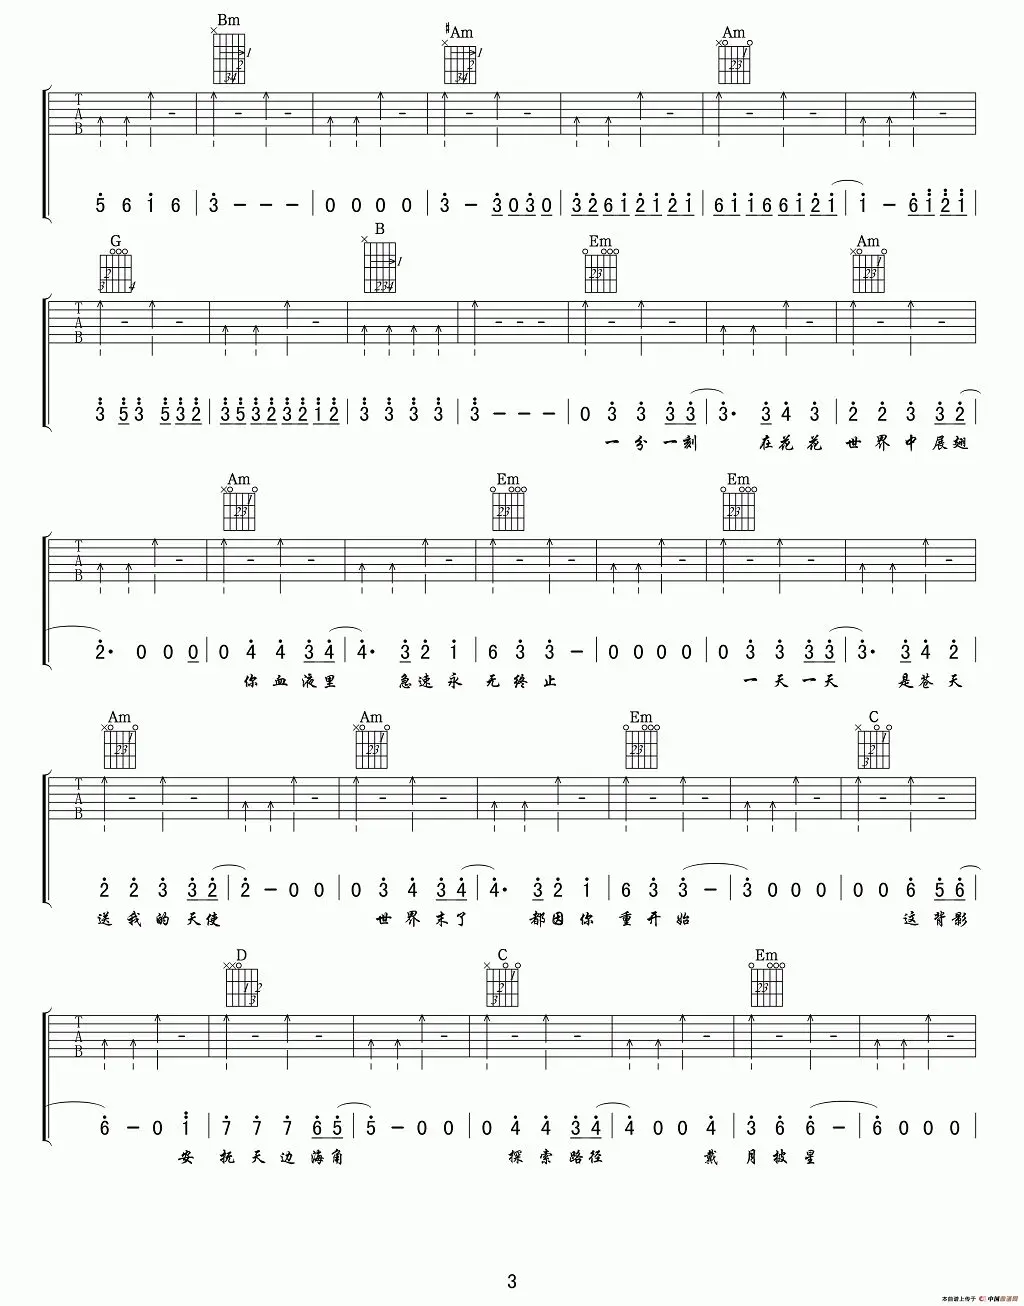 Bm #Am Am
T A B
5 6 1 6 | 3 - - - | 0 0 0 0 | 3 - 3 0 3 0 | 3 2 6 1 2 1 2 1 | 6 1 1 6 6 1 2 1 | 1 - 6 1 2 1 |
G B Em Am
T A B
3 5 3 5 3 2 | 3 5 3 2 3 2 1 2 | 3 3 3 3 | 3 - - - | 0 3 3 3 3 | 3· 3 4 3 | 2 2 3 3 2 |
一分一刻 在花花世界中展翅
Am Em Em
T A B
2· 0 0 0 | 0 4 4 3 4 | 4· 3 2 1 | 6 3 3 - | 0 0 0 0 | 0 3 3 3 3 | 3· 3 4 2 |
你血液里 急速永无终止 一天一天 是苍天
Am Am Em C
T A B
2 2 3 3 2 | 2 - 0 0 | 0 3 4 3 4 | 4· 3 2 1 | 6 3 3 - | 3 0 0 0 | 0 0 6 5 6 |
送我的天使 世界末了 都因你重开始 这背影
D C Em
T A B
6 - 0 1 | 7 7 7 6 5 | 5 - 0 0 | 0 4 4 3 4 | 4 0 0 4 | 3 6 6 - | 6 0 0 0 |
安抚天边海角 探索路径 戴月披星
3
本曲谱上传于 中国曲谱网